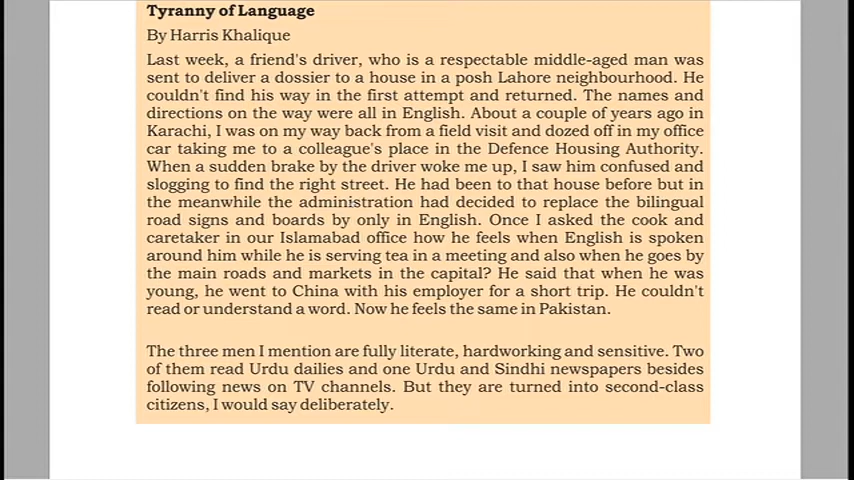 Tyranny of Language
By Harris Khalique
Last week, a friend's driver, who is a respectable middle-aged man was
sent to deliver a dossier to a house in a posh Lahore neighbourhood. He
couldn't find his way in the first attempt and returned. The names and
directions on the way were all in English. About a couple of years ago in
Karachi, I was on my way back from a field visit and dozed off in my office
car taking me to a colleague's place in the Defence Housing Authority.
When a sudden brake by the driver woke me up, I saw him confused and
slogging to find the right street. He had been to that house before but in
the meanwhile the administration had decided to replace the bilingual
road signs and boards by only in English. Once I asked the cook and
caretaker in our Islamabad office how he feels when English is spoken
around him while he is serving tea in a meeting and also when he goes by
the main roads and markets in the capital? He said that when he was
young, he went to China with his employer for a short trip. He couldn't
read or understand a word. Now he feels the same in Pakistan.
The three men I mention are fully literate, hardworking and sensitive. Two
of them read Urdu dailies and one Urdu and Sindhi newspapers besides
following news on TV channels. But they are turned into second-class
citizens, I would say deliberately.